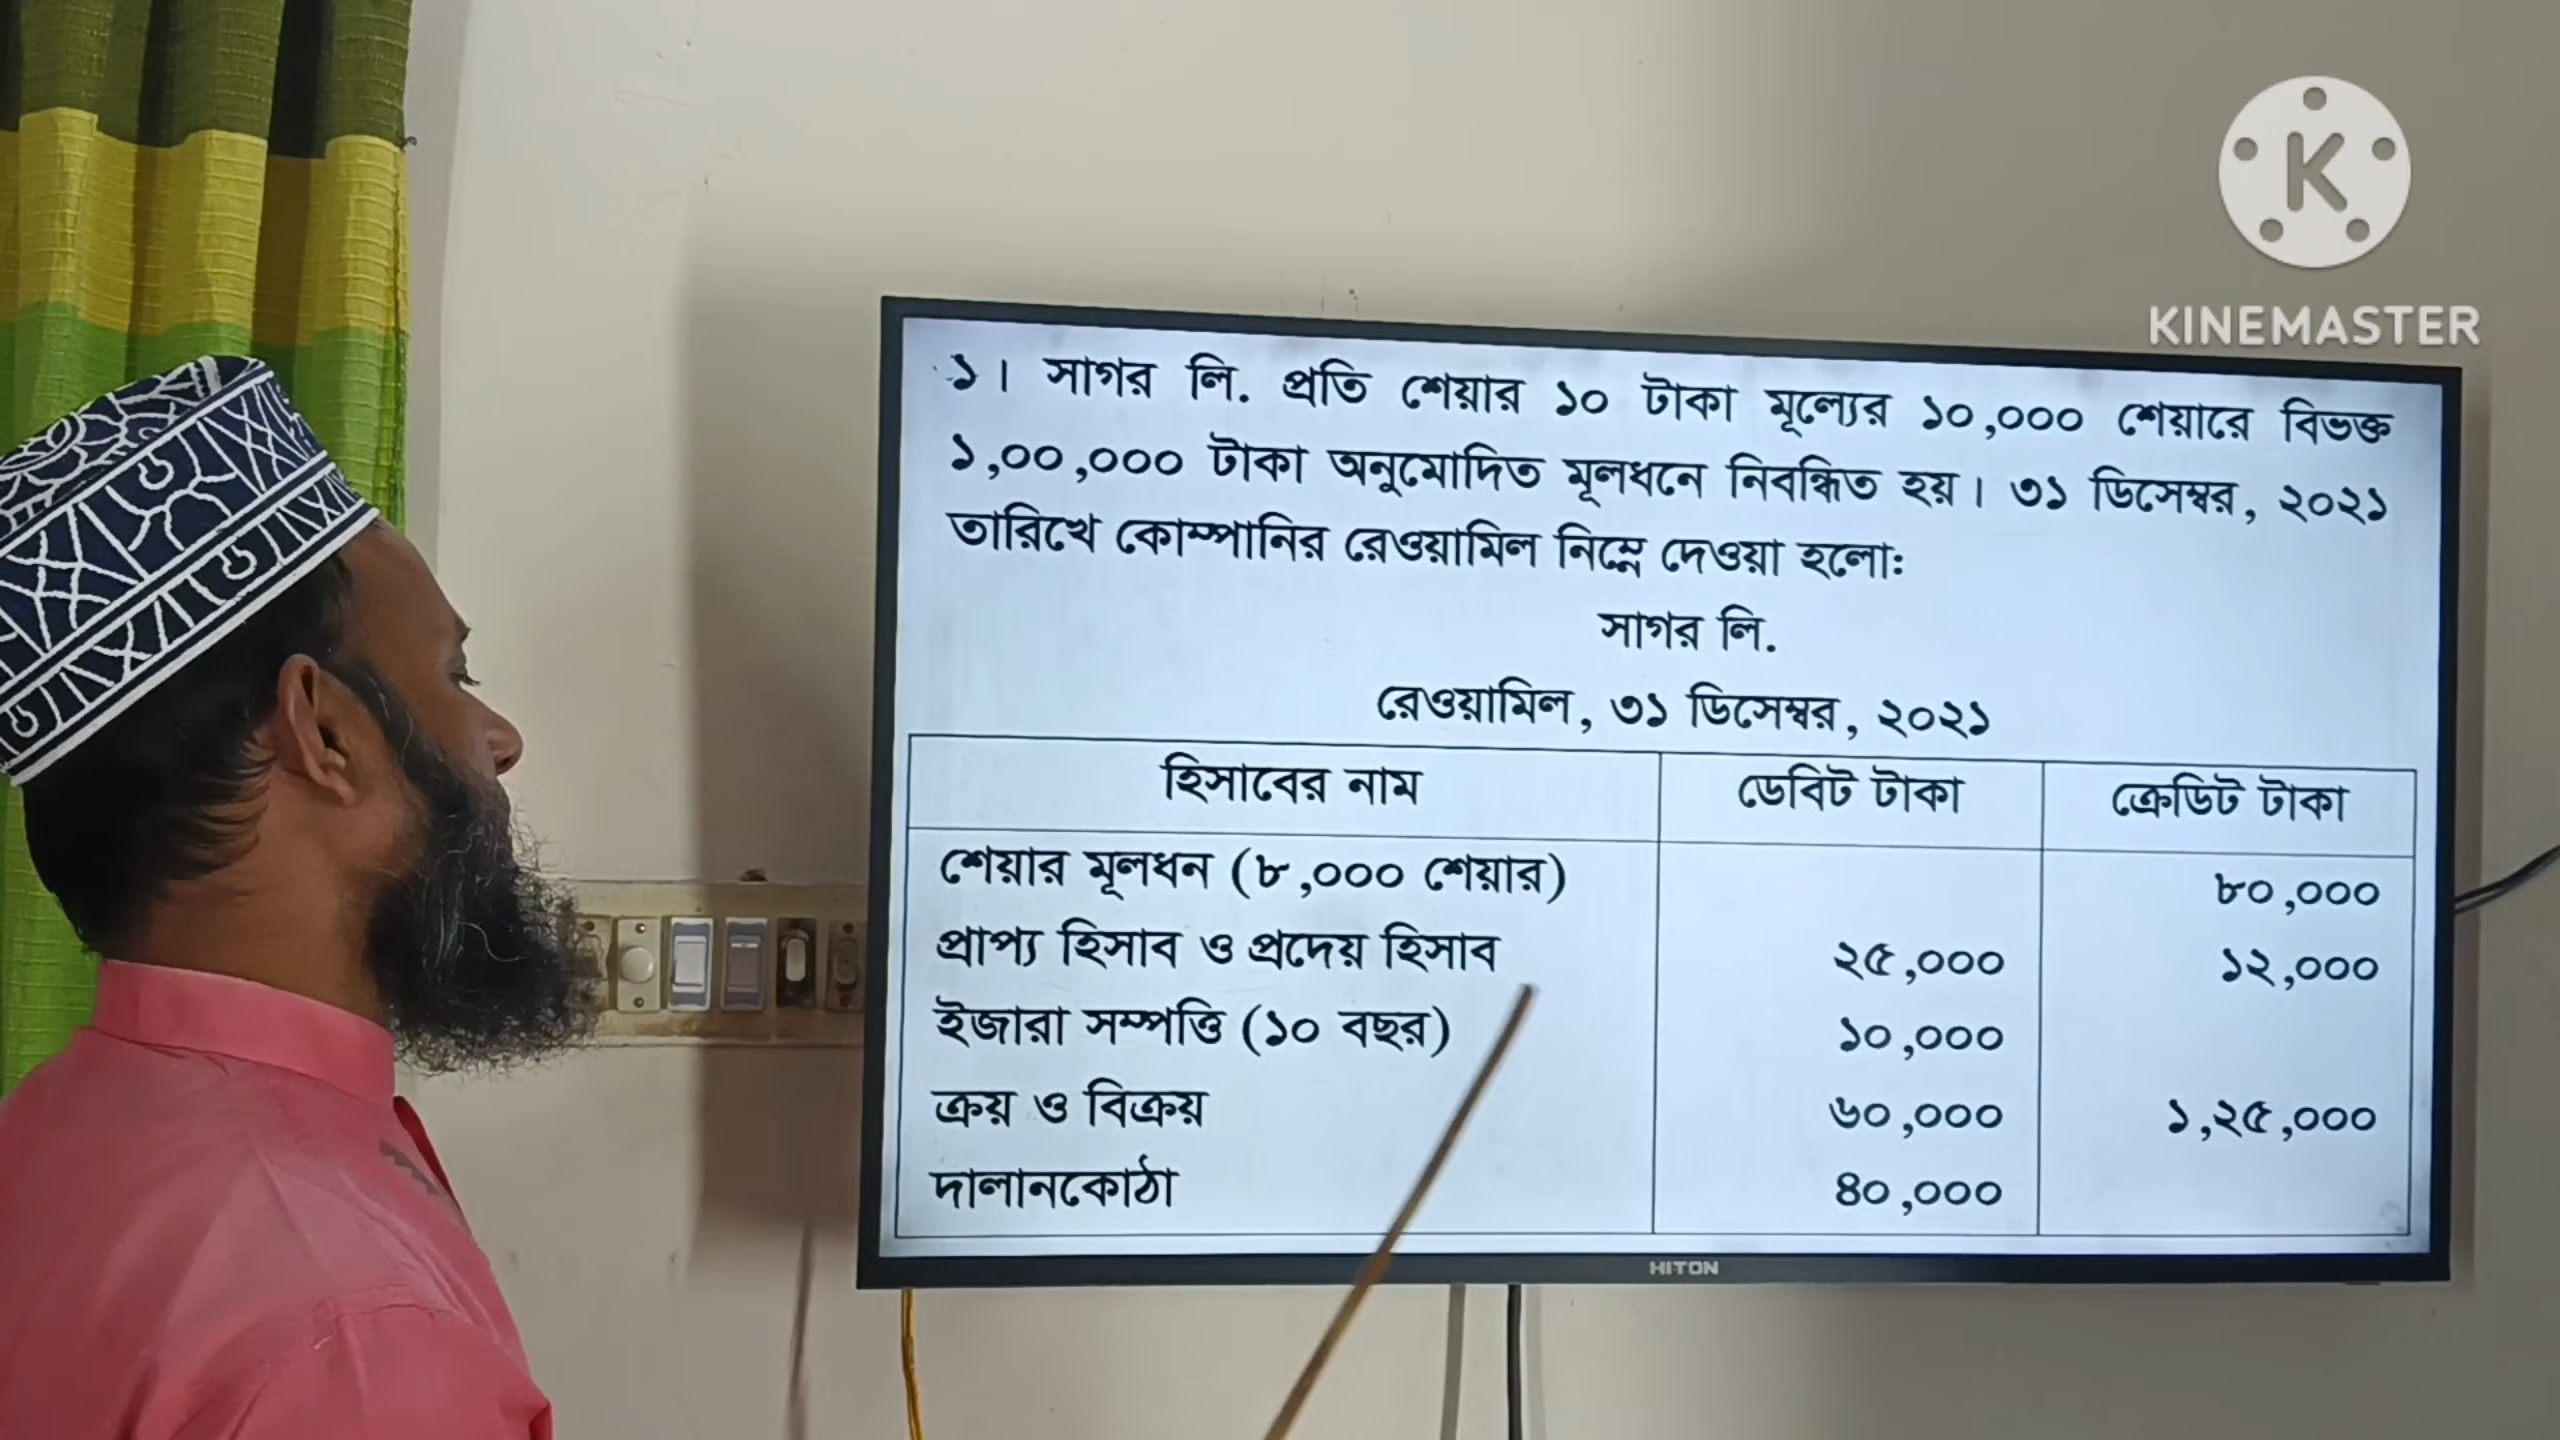 K
KINEMASTER
১। সাগর লি. প্রতি শেয়ার ১০ টাকা মূল্যের ১০,০০০ শেয়ারে বিভক্ত
১,০০,০০০ টাকা অনুমোদিত মূলধনে নিবন্ধিত হয়। ৩১ ডিসেম্বর, ২০২১
তারিখে কোম্পানির রেওয়ামিল নিম্নে দেওয়া হলো:
সাগর লি.
রেওয়ামিল, ৩১ ডিসেম্বর, ২০২১
হিসাবের নাম ডেবিট টাকা ক্রেডিট টাকা
শেয়ার মূলধন (৮,০০০ শেয়ার) ৮০,০০০
প্রাপ্য হিসাব ও প্রদেয় হিসাব ২৫,০০০ ১২,০০০
ইজারা সম্পত্তি (১০ বছর) ১০,০০০
ক্রয় ও বিক্রয় ৬০,০০০ ১,২৫,০০০
দালানকোঠা ৪০,০০০
HITON